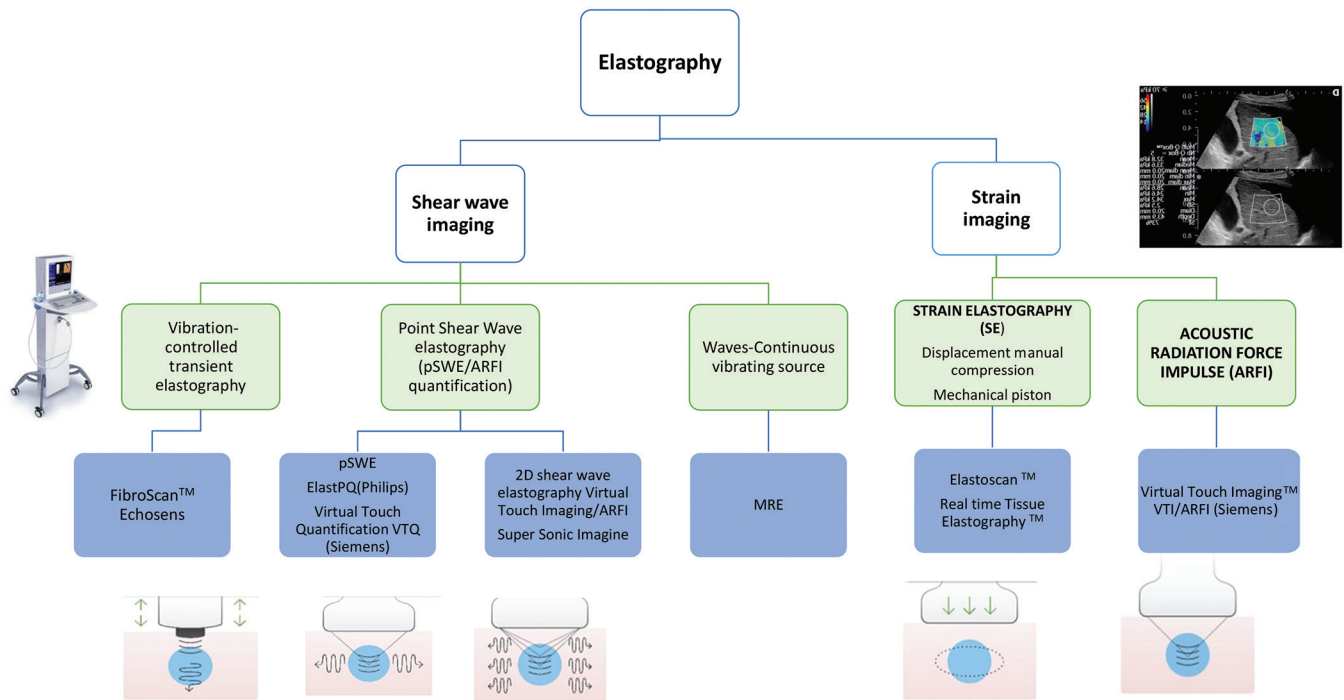 Elastography
Shear wave
imaging
Strain
imaging
Vibration-
controlled
transient
elastography
Point Shear Wave
elastography
(pSWE/ARFI
quantification)
Waves-Continuous
vibrating source
STRAIN ELASTOGRAPHY
(SE)
Displacement manual
compression
Mechanical piston
ACOUSTIC
RADIATION FORCE
IMPULSE (ARFI)
FibroScan™
Echosens
pSWE
ElastPQ(Philips)
Virtual Touch
Quantification VTQ
(Siemens)
2D shear wave
elastography Virtual
Touch Imaging/ARFI
Super Sonic Imagine
MRE
Elastoscan ™
Real time Tissue
Elastography ™
Virtual Touch Imaging™
VTI/ARFI (Siemens)